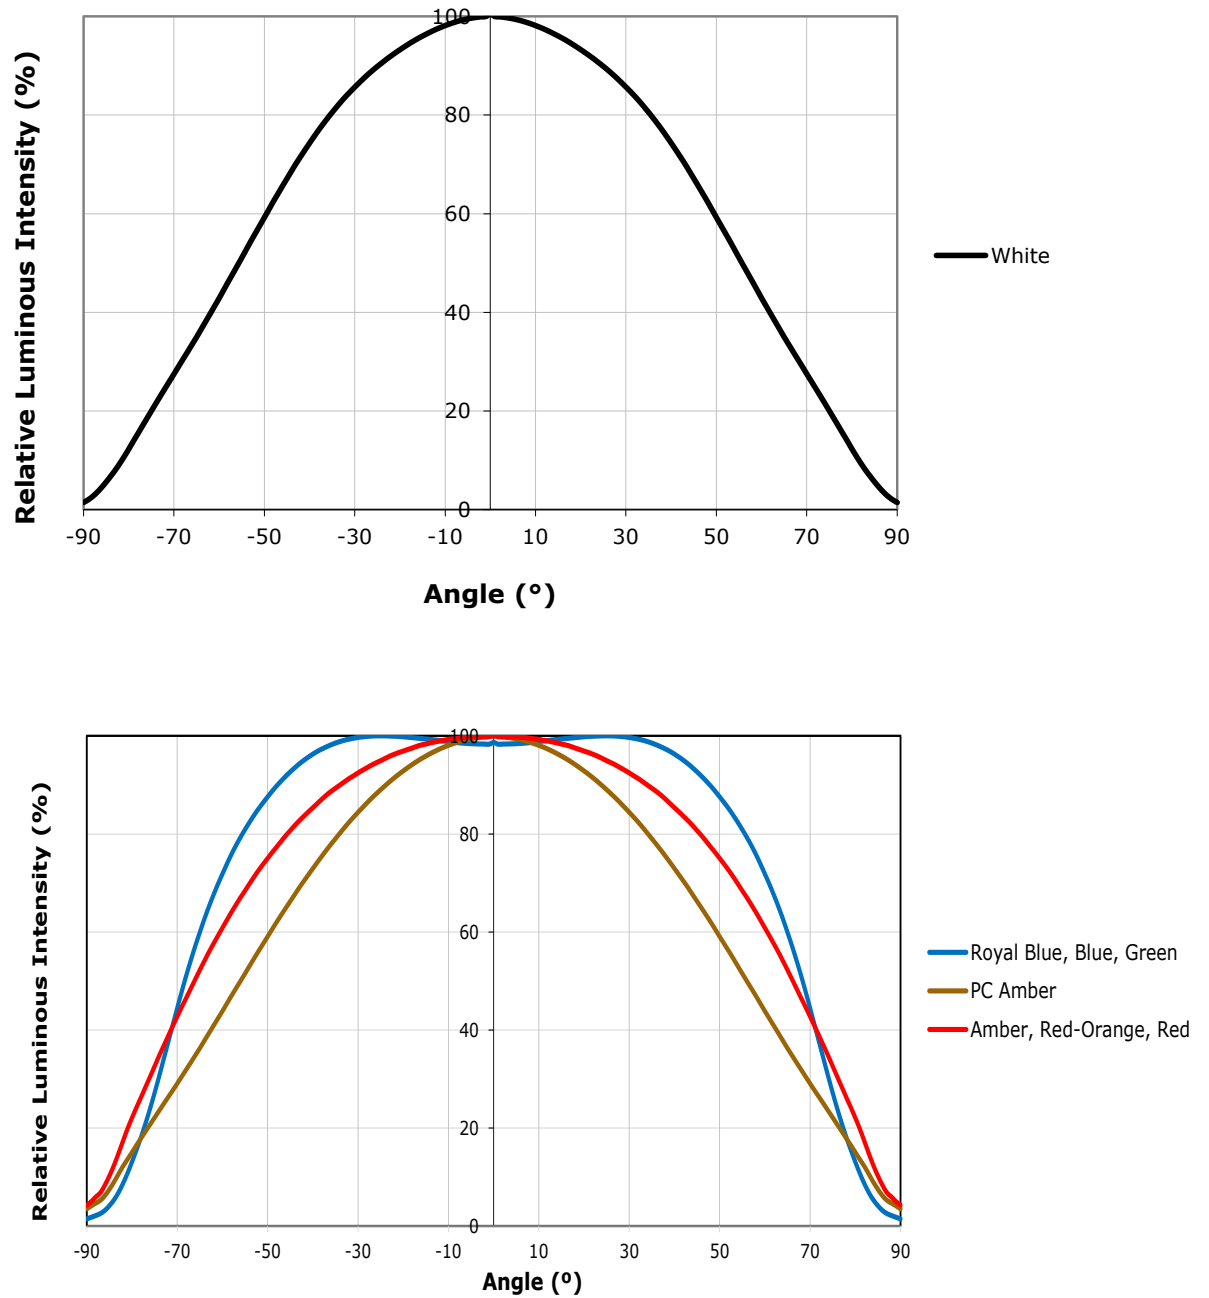 Relative Luminous Intensity (%)
100
80
60
40
20
0
-90 -70 -50 -30 -10 10 30 50 70 90
Angle (°)
White
Relative Luminous Intensity (%)
100
80
60
40
20
0
-90 -70 -50 -30 -10 10 30 50 70 90
Angle (º)
Royal Blue, Blue, Green
PC Amber
Amber, Red-Orange, Red